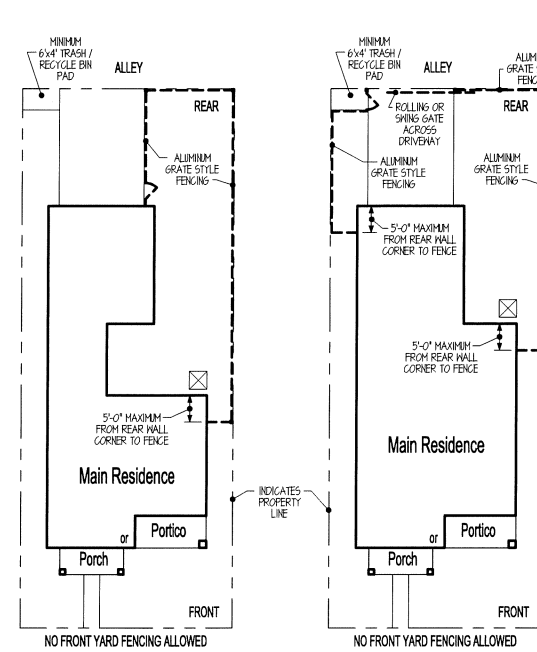 MINIMUM
6'x4' TRASH /
RECYCLE BIN
PAD
ALLEY
REAR
ALUMINUM
GRATE STYLE
FENCING
5'-0" MAXIMUM
FROM REAR WALL
CORNER TO FENCE
Main Residence
or
Portico
Porch
FRONT
NO FRONT YARD FENCING ALLOWED
INDICATES
PROPERTY
LINE
MINIMUM
6'x4' TRASH /
RECYCLE BIN
PAD
ALLEY
REAR
ROLLING OR
SWING GATE
ACROSS
DRIVEWAY
ALUMINUM
GRATE STYLE
FENCING
ALUMINUM
GRATE STYLE
FENCING
5'-0" MAXIMUM
FROM REAR WALL
CORNER TO FENCE
5'-0" MAXIMUM
FROM REAR WALL
CORNER TO FENCE
Main Residence
or
Portico
Porch
FRONT
NO FRONT YARD FENCING ALLOWED